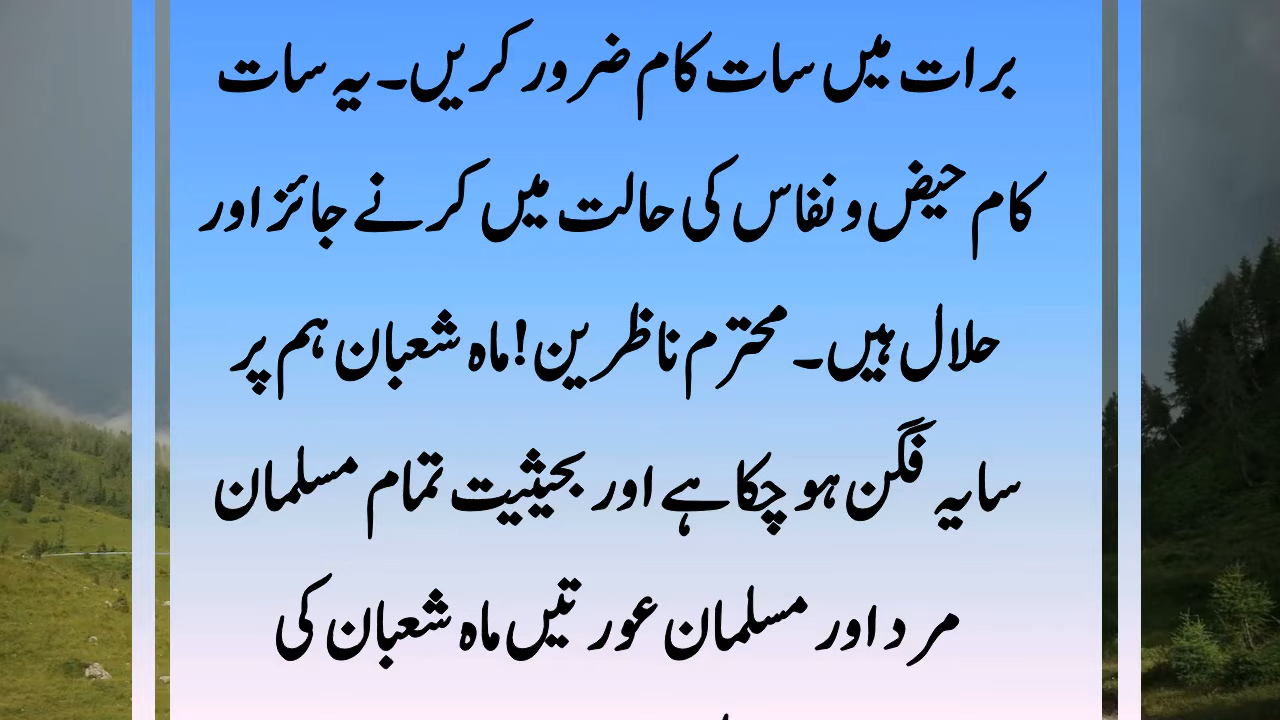 برات میں سات کام ضرور کریں۔ یہ سات
کام حیض و نفاس کی حالت میں کرنے جائز اور
حلال ہیں۔ محترم ناظرین! ماہ شعبان ہم پر
سایہ فگن ہو چکا ہے اور بحیثیت تمام مسلمان
مرد اور مسلمان عورتیں ماہ شعبان کی